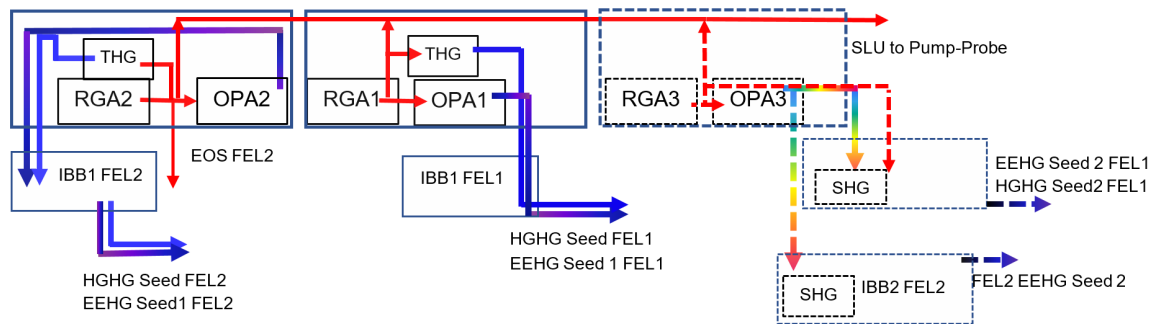 SLU to Pump-Probe
THG
RGA2
OPA2
THG
RGA1
OPA1
RGA3
OPA3
EOS FEL2
IBB1 FEL2
IBB1 FEL1
SHG
EEHG Seed 2 FEL1
HGHG Seed2 FEL1
HGHG Seed FEL1
EEHG Seed 1 FEL1
HGHG Seed FEL2
EEHG Seed1 FEL2
SHG
IBB2 FEL2
FEL2 EEHG Seed 2